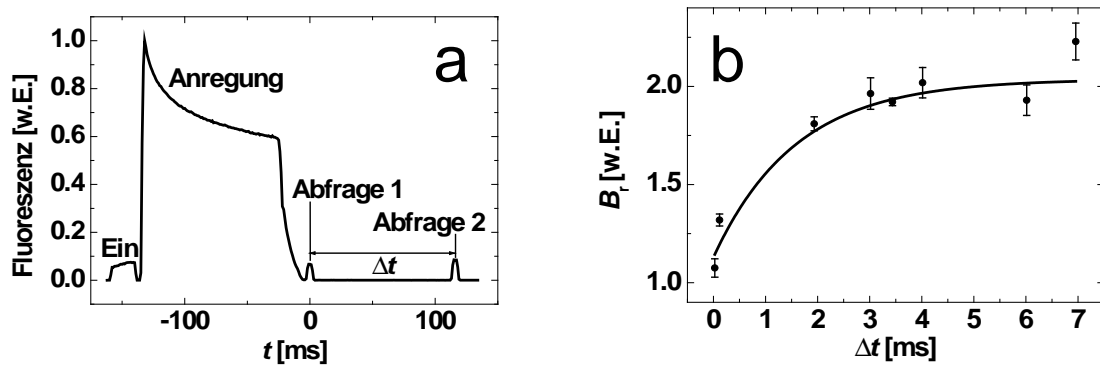 a
Fluoreszenz [w.E.]
1.0
0.8
0.6
0.4
0.2
0.0
Anregung
Abfrage 1
Abfrage 2
Ein
Δt
-100
0
100
t [ms]
b
B_r [w.E.]
2.0
1.5
1.0
0 1 2 3 4 5 6 7
Δt [ms]